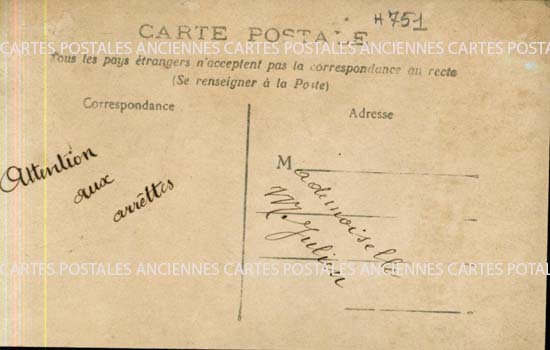 H751
CARTE POSTALE
CARTES POSTALES ANCIENNES CARTES POSTALES ANCIENNES CARTES POSTALES
Tous les pays étrangers n'acceptent pas la correspondance au recto
(Se renseigner à la Poste)
Correspondance
Adresse
Attention
aux
arrêttes
Mademoiselle
M. Julien
CARTES POSTALES ANCIENNES CARTES POSTALES ANCIENNES CARTES POSTALES